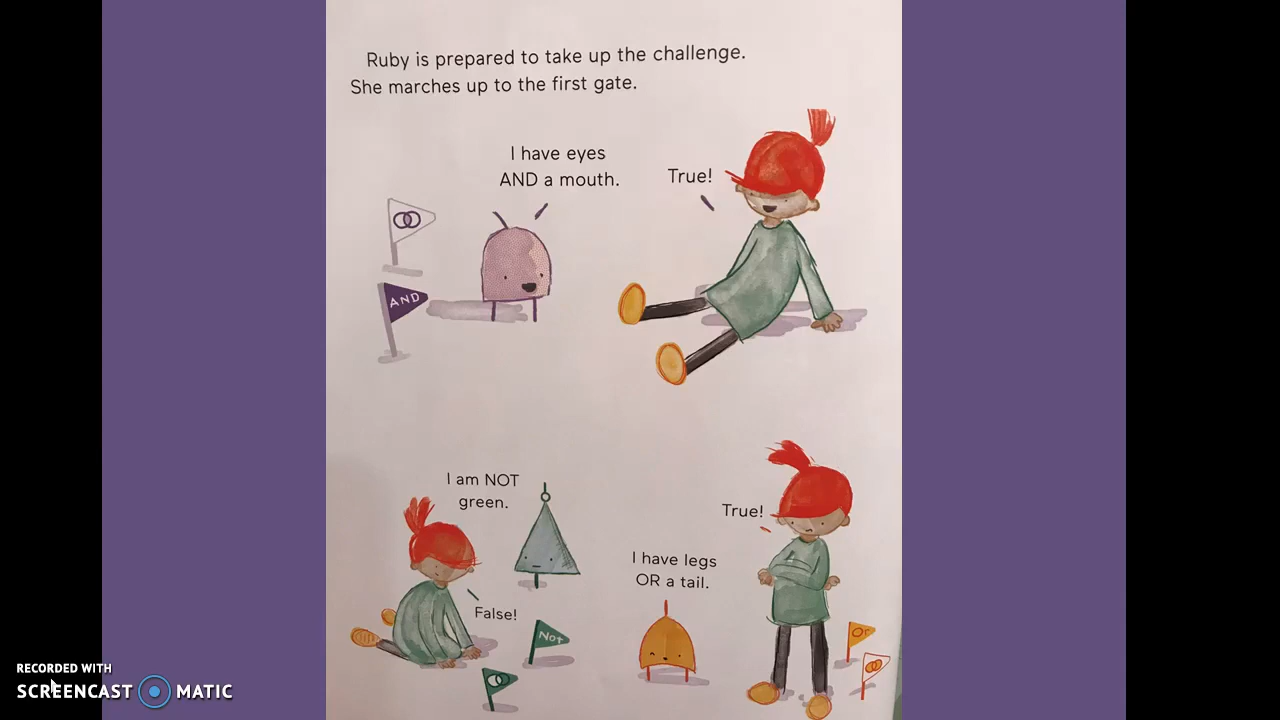 Ruby is prepared to take up the challenge.
She marches up to the first gate.
I have eyes
AND a mouth.
True!
AND
I am NOT
green.
False!
NOT
I have legs
OR a tail.
True!
Or
RECORDED WITH
SCREENCAST MATIC